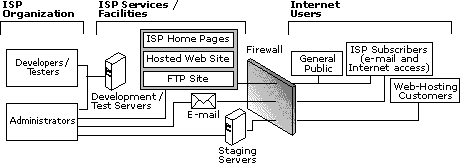 ISP
Organization
ISP Services /
Facilities
Internet
Users
Developers /
Testers
Administrators
Development /
Test Servers
ISP Home Pages
Hosted Web Site
FTP Site
E-mail
Staging
Servers
Firewall
General
Public
ISP Subscribers
(e-mail and
Internet access)
Web-Hosting
Customers